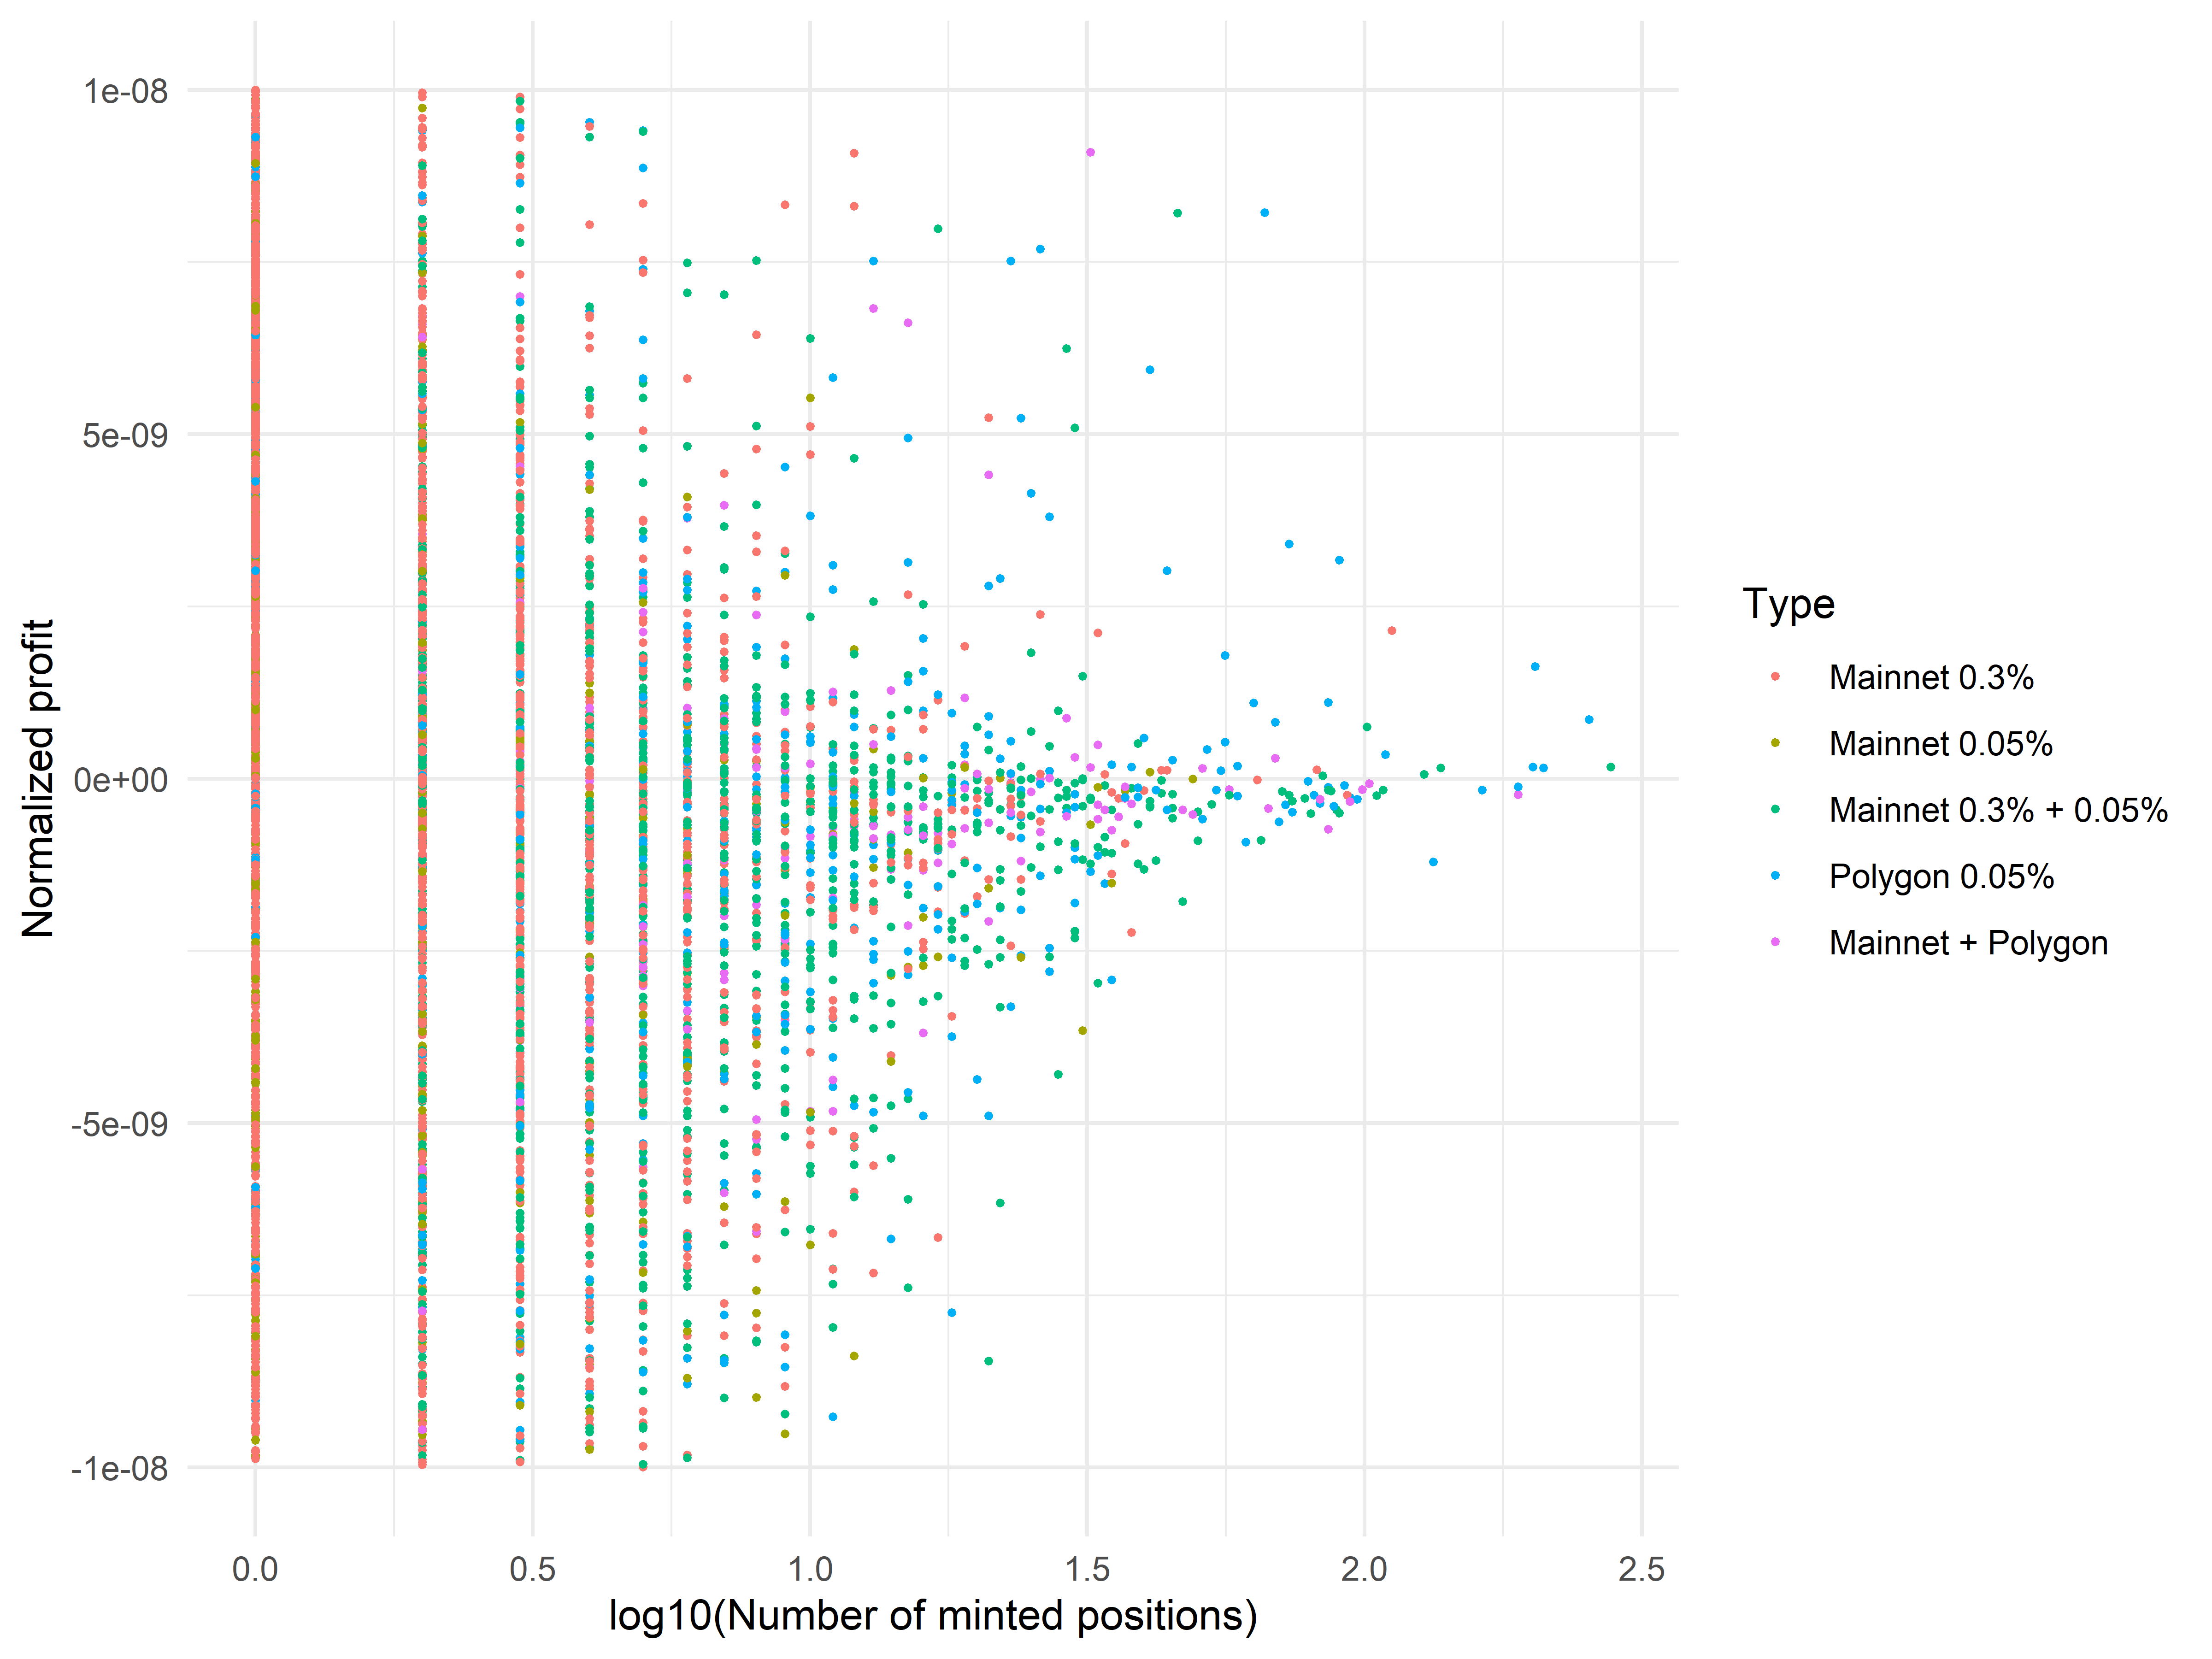 1e-08
5e-09
0e+00
-5e-09
-1e-08
Normalized profit
0.0 0.5 1.0 1.5 2.0 2.5
log10(Number of minted positions)
Type
Mainnet 0.3%
Mainnet 0.05%
Mainnet 0.3% + 0.05%
Polygon 0.05%
Mainnet + Polygon